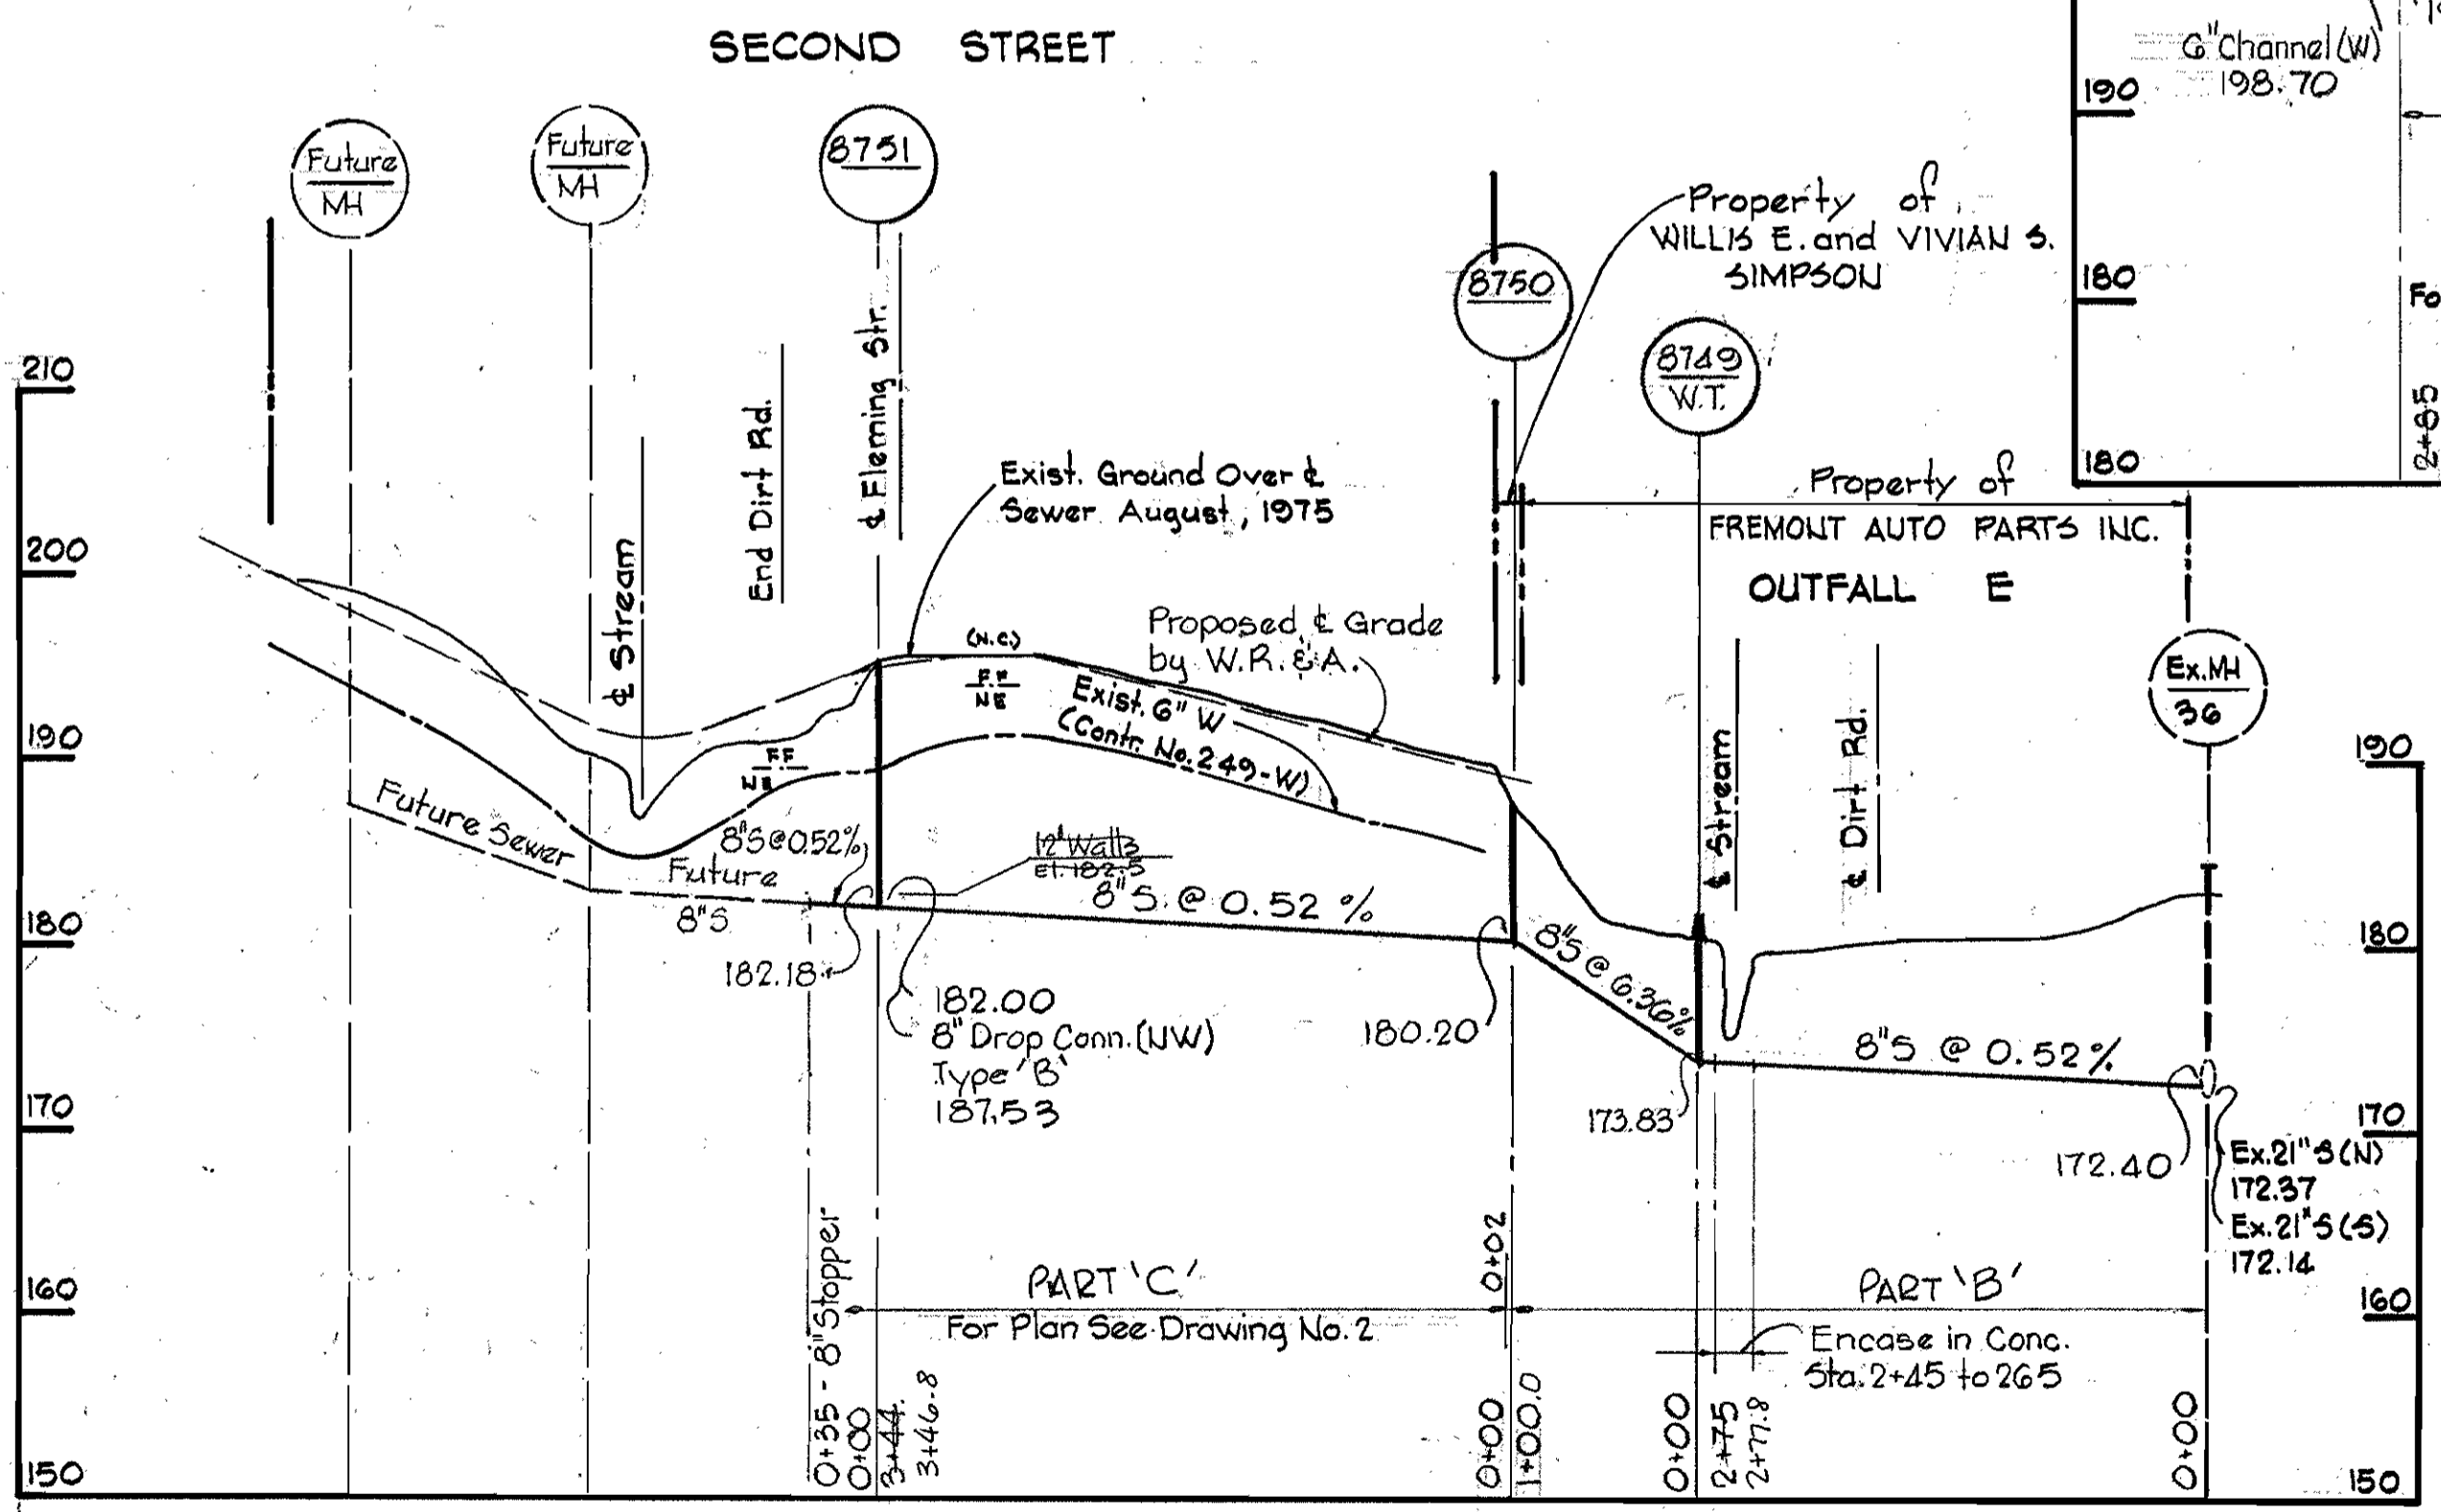 SECOND STREET
6" Channel (W)
198.70
190
180
180
2+85
Future
MH
Future
MH
8751
8750
8749
W.T.
Ex.MH
36
Property of
WILLIS E. and VIVIAN S.
SIMPSON
Property of
FREMONT AUTO PARTS INC.
OUTFALL E
210
200
190
180
170
160
150
℄ Stream
End Dirt Rd.
℄ Fleming Str.
Exist. Ground Over ℄
Sewer August, 1975
(N.C.)
F.F
NE
Proposed ℄ Grade
by W.R. & A.
Exist. 6" W
(Contr. No. 249-W)
F.F
NE
Future Sewer
8"S@0.52%
Future
8"S
12" Walls
El. 182.5
8"S @ 0.52 %
182.18
182.00
8" Drop Conn. (NW)
Type 'B'
187.53
180.20
8"S @ 6.36%
173.83
℄ Stream
℄ Dirt Rd.
8"S @ 0.52 %
172.40
Ex. 21" S (N)
172.37
Ex. 21" S (S)
172.14
190
180
170
160
150
PART 'C'
For Plan See Drawing No. 2
PART 'B'
Encase in Conc.
Sta. 2+45 to 265
0+35 - 8" Stopper
0+00
3+44.
3+46.8
0+02
0+00
1+00.0
0+00
2+75
2+77.8
0+00